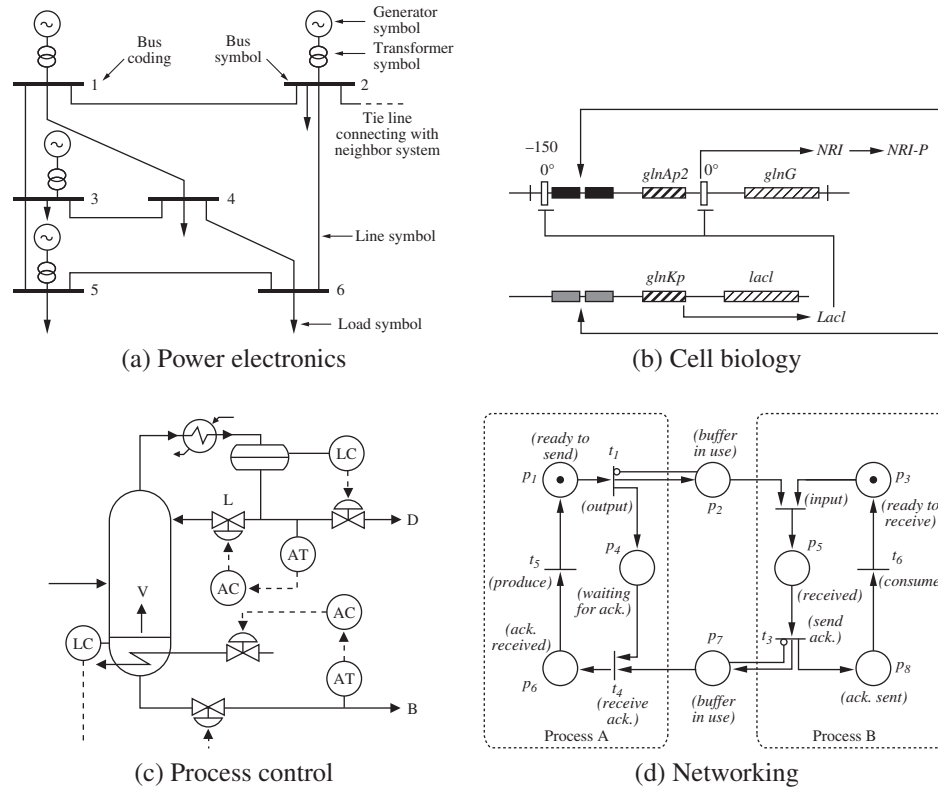 Generator
symbol
Transformer
symbol
Bus
coding
Bus
symbol
1
2
Tie line
connecting with
neighbor system
3
4
Line symbol
5
6
Load symbol
(a) Power electronics
–150
0°
glnAp2
0°
NRI
NRI-P
glnG
glnKp
lacl
Lacl
(b) Cell biology
LC
L
D
AT
AC
V
AC
LC
AT
B
(c) Process control
(ready to
send)
t1
(buffer
in use)
p1
(output)
p2
(input)
p3
(ready to
receive)
p4
p5
t5
(produce)
(waiting
for ack.)
(received)
t6
(consume)
(ack.
received)
p7
t3
(send
ack.)
p6
t4
(receive
ack.)
(buffer
in use)
p8
(ack. sent)
Process A
Process B
(d) Networking